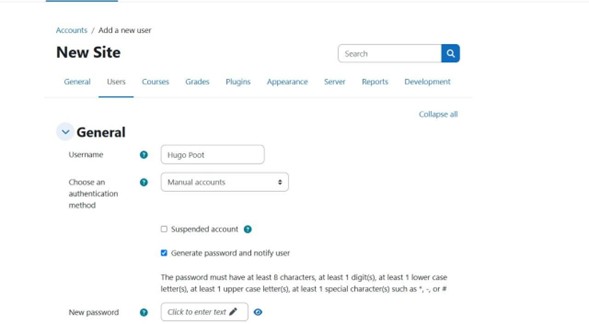 Accounts / Add a new user
New Site
Search
General Users Courses Grades Plugins Appearance Server Reports Development
Collapse all
General
Username
Hugo Poot
Choose an
authentication
method
Manual accounts
Suspended account
Generate password and notify user
The password must have at least 8 characters, at least 1 digit(s), at least 1 lower case
letter(s), at least 1 upper case letter(s), at least 1 special character(s) such as *, -, or #
New password
Click to enter text